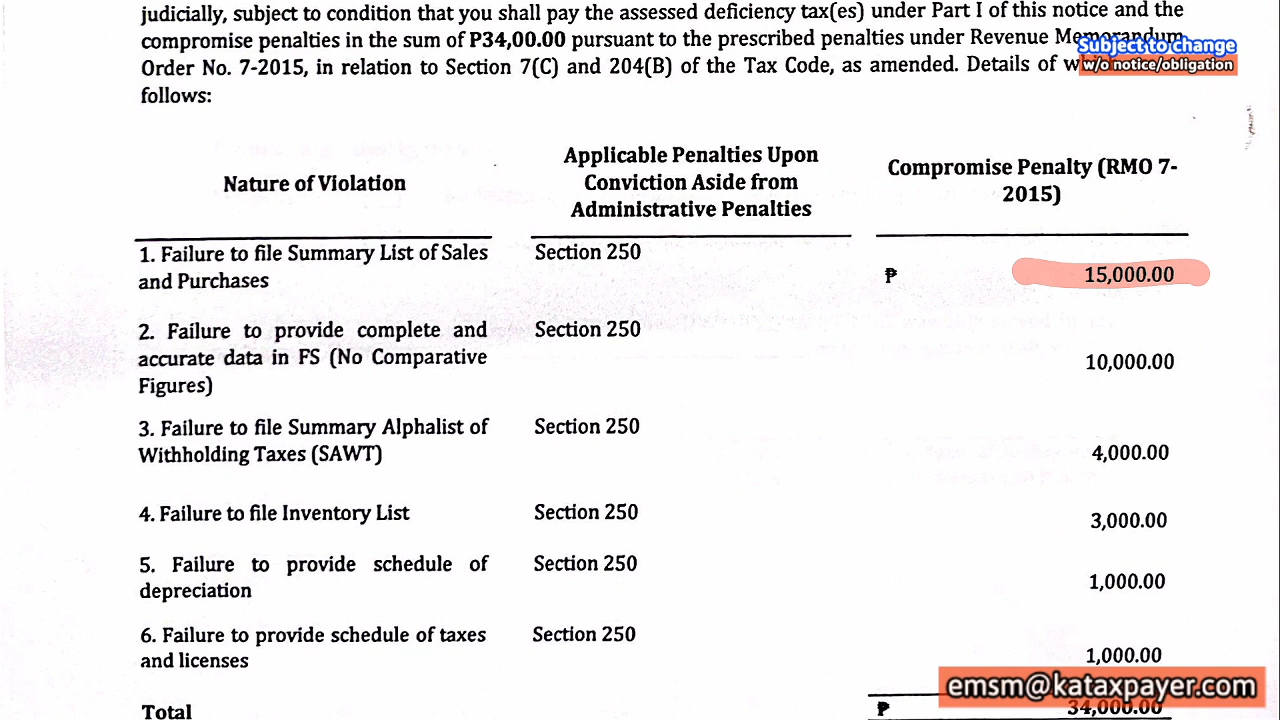 judicially, subject to condition that you shall pay the assessed deficiency tax(es) under Part I of this notice and the
compromise penalties in the sum of P34,00.00 pursuant to the prescribed penalties under Revenue Memorandum
Subject to change
Order No. 7-2015, in relation to Section 7(C) and 204(B) of the Tax Code, as amended. Details of
w/o notice/obligation
follows:
Nature of Violation
Applicable Penalties Upon
Conviction Aside from
Administrative Penalties
Compromise Penalty (RMO 7-
2015)
1. Failure to file Summary List of Sales
and Purchases
Section 250
₱ 15,000.00
2. Failure to provide complete and
accurate data in FS (No Comparative
Figures)
Section 250
10,000.00
3. Failure to file Summary Alphalist of
Withholding Taxes (SAWT)
Section 250
4,000.00
4. Failure to file Inventory List
Section 250
3,000.00
5. Failure to provide schedule of
depreciation
Section 250
1,000.00
6. Failure to provide schedule of taxes
and licenses
Section 250
1,000.00
emsm@kataxpayer.com
Total
₱ 34,000.00